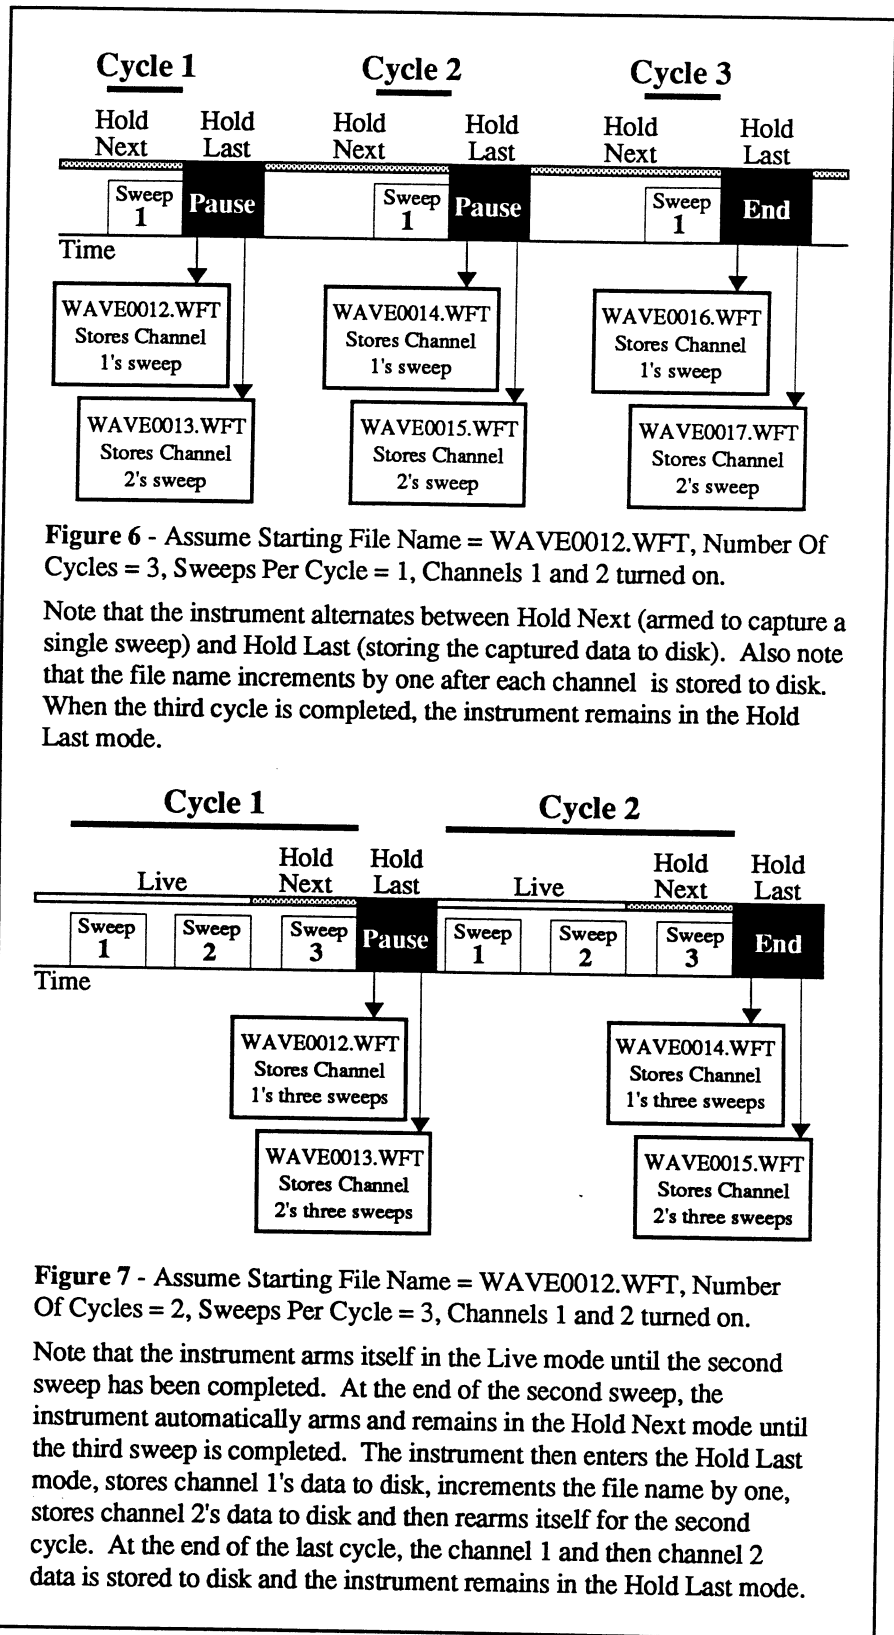 Cycle 1 Cycle 2 Cycle 3
Hold Next Hold Last Hold Next Hold Last Hold Next Hold Last
Sweep 1 Pause Sweep 1 Pause Sweep 1 End
Time
WAVE0012.WFT
Stores Channel
1's sweep
WAVE0014.WFT
Stores Channel
1's sweep
WAVE0016.WFT
Stores Channel
1's sweep
WAVE0013.WFT
Stores Channel
2's sweep
WAVE0015.WFT
Stores Channel
2's sweep
WAVE0017.WFT
Stores Channel
2's sweep
Figure 6 - Assume Starting File Name = WAVE0012.WFT, Number Of
Cycles = 3, Sweeps Per Cycle = 1, Channels 1 and 2 turned on.
Note that the instrument alternates between Hold Next (armed to capture a
single sweep) and Hold Last (storing the captured data to disk). Also note
that the file name increments by one after each channel is stored to disk.
When the third cycle is completed, the instrument remains in the Hold
Last mode.
Cycle 1 Cycle 2
Live Hold Next Hold Last Live Hold Next Hold Last
Sweep 1 Sweep 2 Sweep 3 Pause Sweep 1 Sweep 2 Sweep 3 End
Time
WAVE0012.WFT
Stores Channel
1's three sweeps
WAVE0014.WFT
Stores Channel
1's three sweeps
WAVE0013.WFT
Stores Channel
2's three sweeps
WAVE0015.WFT
Stores Channel
2's three sweeps
Figure 7 - Assume Starting File Name = WAVE0012.WFT, Number
Of Cycles = 2, Sweeps Per Cycle = 3, Channels 1 and 2 turned on.
Note that the instrument arms itself in the Live mode until the second
sweep has been completed. At the end of the second sweep, the
instrument automatically arms and remains in the Hold Next mode until
the third sweep is completed. The instrument then enters the Hold Last
mode, stores channel 1's data to disk, increments the file name by one,
stores channel 2's data to disk and then rearms itself for the second
cycle. At the end of the last cycle, the channel 1 and then channel 2
data is stored to disk and the instrument remains in the Hold Last mode.